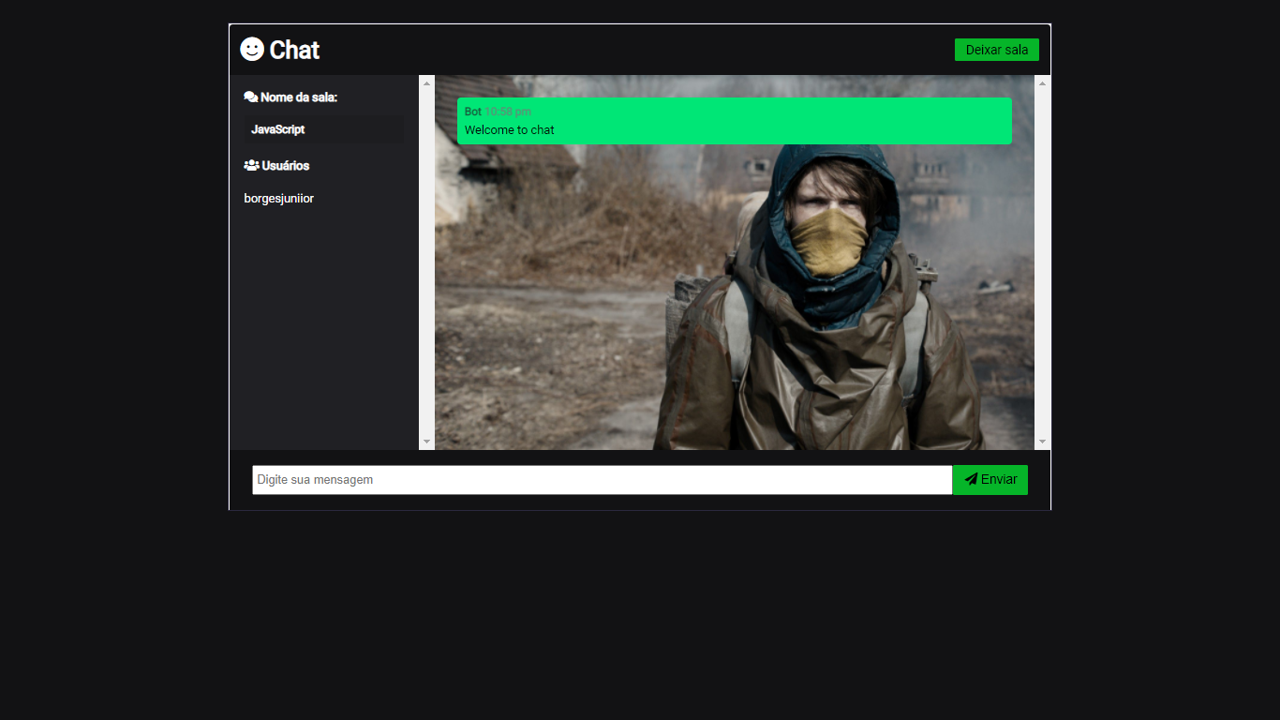 Chat
Deixar sala
Nome da sala:
JavaScript
Usuários
borgesjuniior
Bot 10:58 pm
Welcome to chat
Digite sua mensagem
Enviar